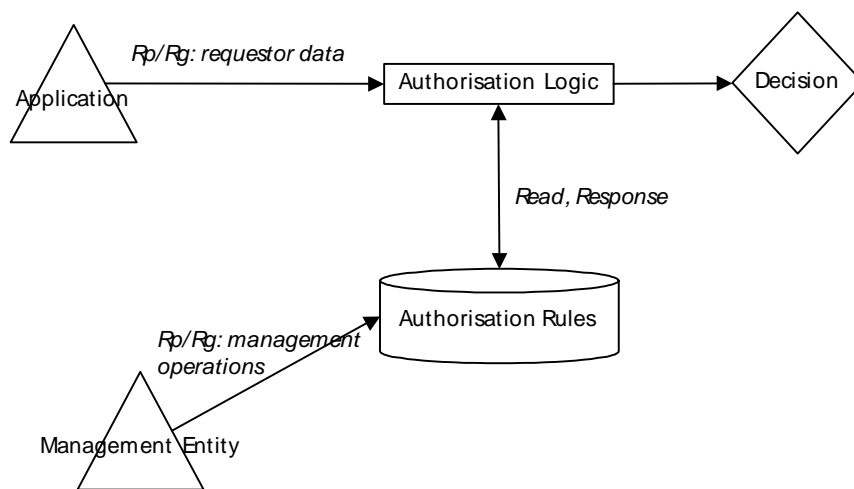 Rp/Rg: requestor data
Application
Authorisation Logic
Decision
Read, Response
Authorisation Rules
Rp/Rg: management
operations
Management Entity